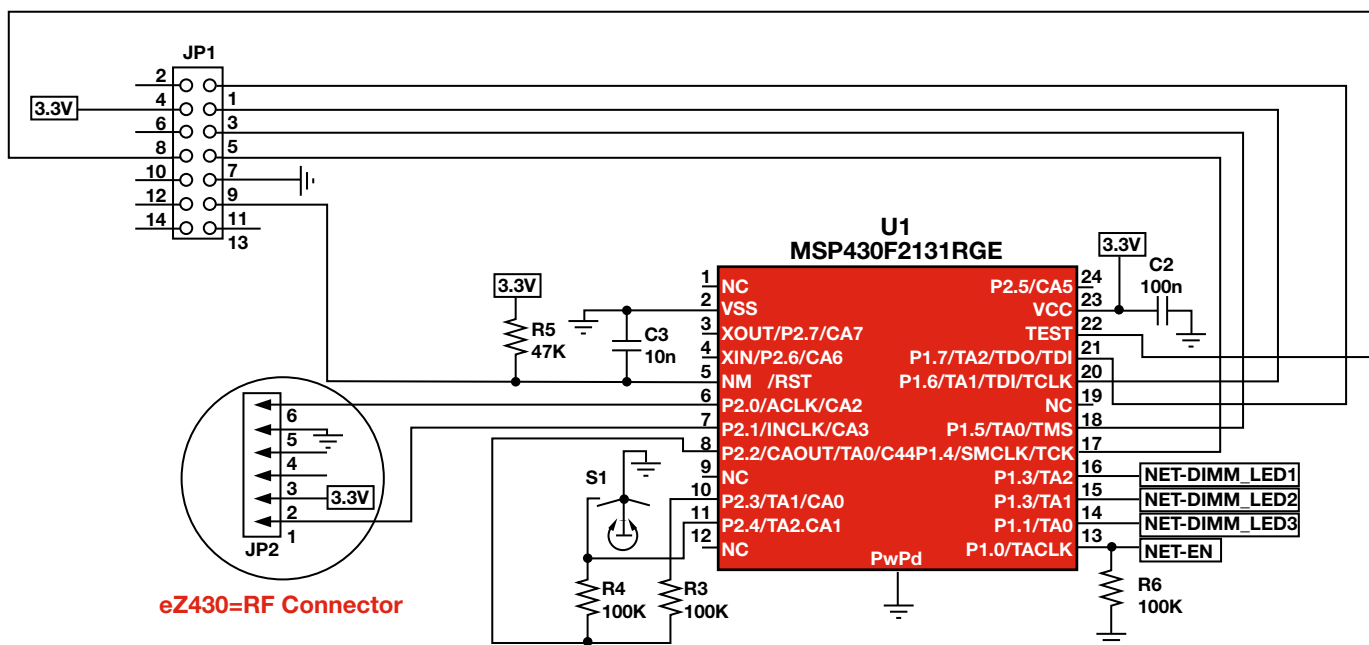 JP1
2
4
6
8
10
12
14
1
3
5
7
9
11
13
3.3V
U1
MSP430F2131RGE
3.3V
C2
100n
3.3V
R5
47K
C3
10n
1 NC
2 VSS
3 XOUT/P2.7/CA7
4 XIN/P2.6/CA6
5 NM /RST
6 P2.0/ACLK/CA2
7 P2.1/INCLK/CA3
8 P2.2/CAOUT/TA0/C44P1.4/SMCLK/TCK 17
9 NC
10 P2.3/TA1/CA0
11 P2.4/TA2.CA1
12 NC
P2.5/CA5 24
VCC 23
TEST 22
P1.7/TA2/TDO/TDI 21
P1.6/TA1/TDI/TCLK 20
NC 19
P1.5/TA0/TMS 18
P1.3/TA2 16
P1.3/TA1 15
P1.1/TA0 14
P1.0/TACLK 13
PwPd
NET-DIMM_LED1
NET-DIMM_LED2
NET-DIMM_LED3
NET-EN
R6
100K
S1
R4
100K
R3
100K
6
5
4
3
2
1
3.3V
JP2
eZ430=RF Connector